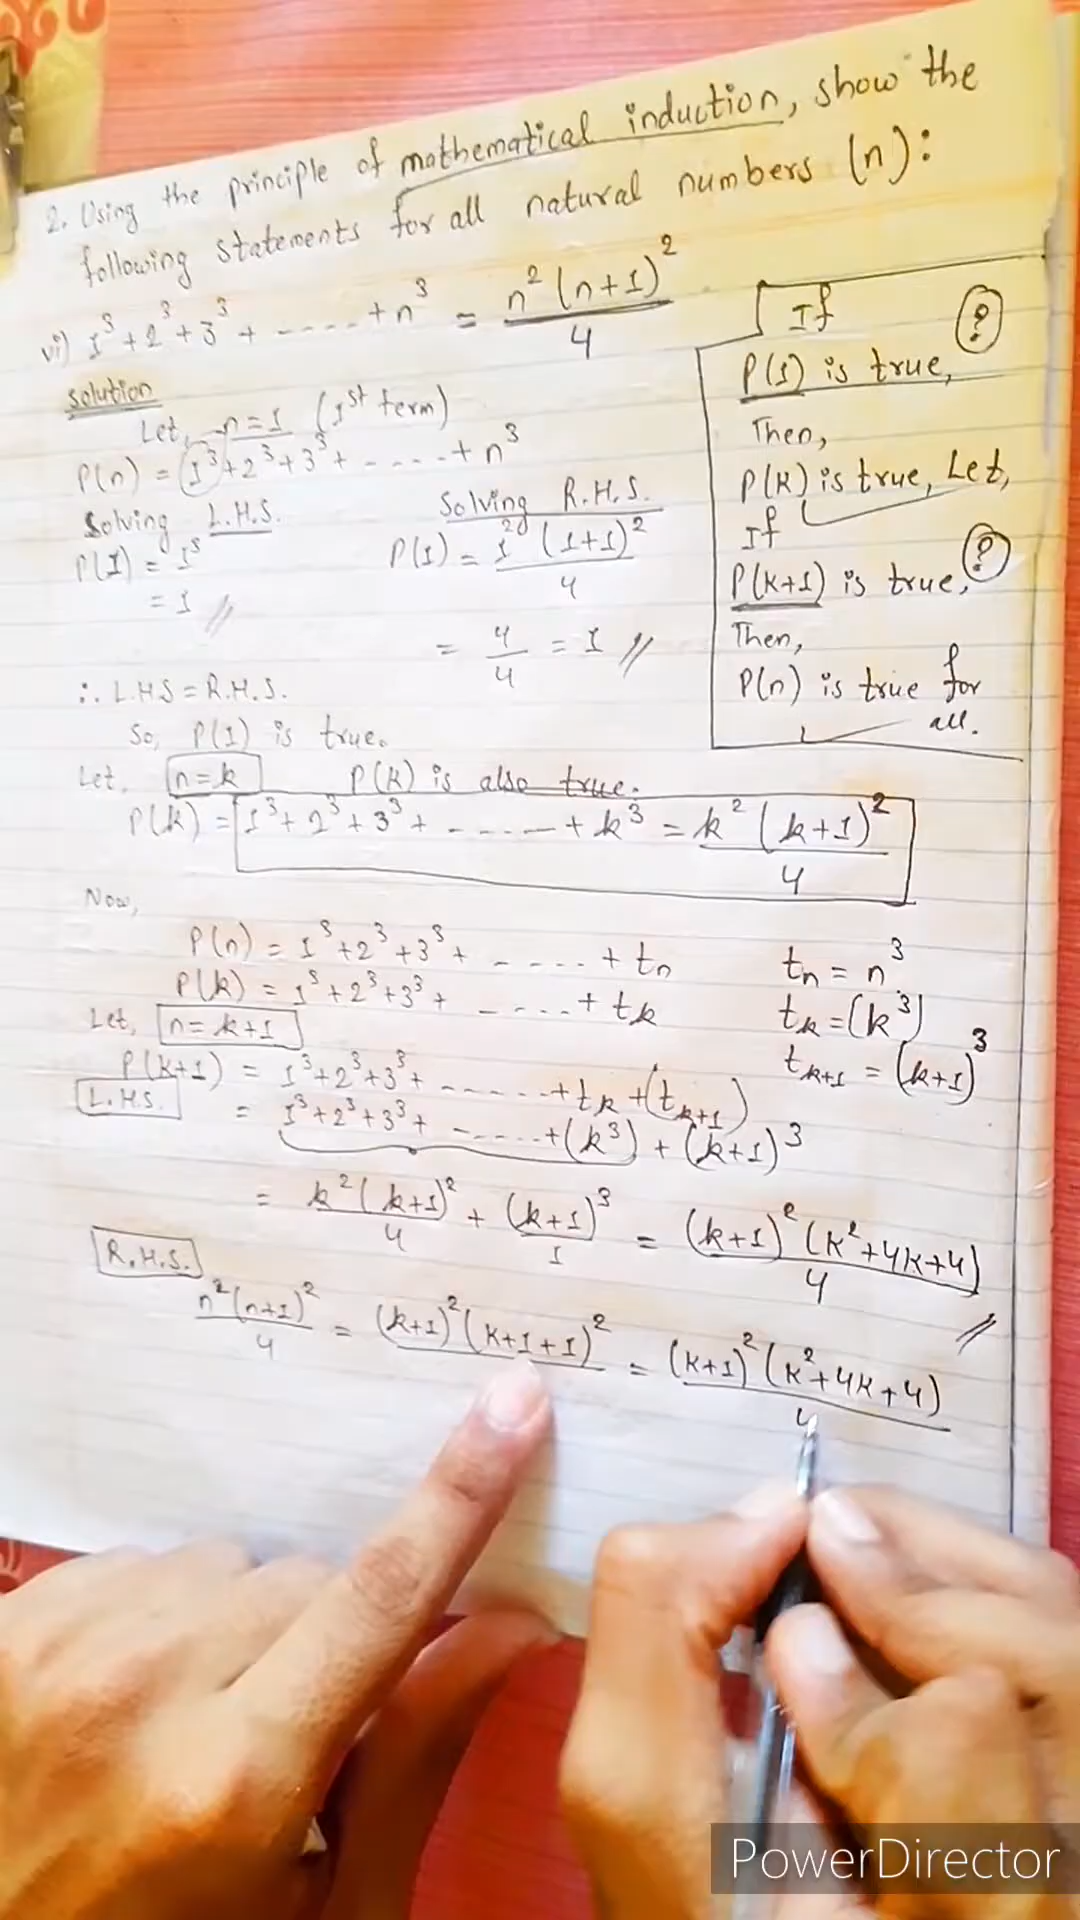 2. Using the principle of mathematical induction, show the
following statements for all natural numbers (n):
vi) 1³ + 2³ + 3³ + ----- + n³ = n²(n+1)²/4
Solution
Let, n = 1 (1st term)
P(n) = 1³ + 2³ + 3³ + ----- + n³
Solving L.H.S.
P(1) = 1³
= 1 //
Solving R.H.S.
P(1) = 1²(1+1)²/4
= 4/4 = 1 //
∴ L.H.S = R.H.S.
So, P(1) is true.
If ?
P(1) is true,
Then,
P(k) is true, Let,
If
P(k+1) is true, ?
Then,
P(n) is true for
all.
Let, n = k P(k) is also true.
P(k) = 1³ + 2³ + 3³ + ----- + k³ = k²(k+1)²/4
Now,
P(n) = 1³ + 2³ + 3³ + ----- + tn
tn = n³
P(k) = 1³ + 2³ + 3³ + ----- + tk
tk = (k³)
Let, n = k+1
tk+1 = (k+1)³
P(k+1) = 1³ + 2³ + 3³ + ----- + tk + (tk+1)
L.H.S. = 1³ + 2³ + 3³ + ----- + (k³) + (k+1)³
= k²(k+1)²/4 + (k+1)³/1 = (k+1)²(k²+4k+4)/4 //
R.H.S.
n²(n+1)²/4 = (k+1)²(k+1+1)² = (k+1)²(k²+4k+4)/4
PowerDirector